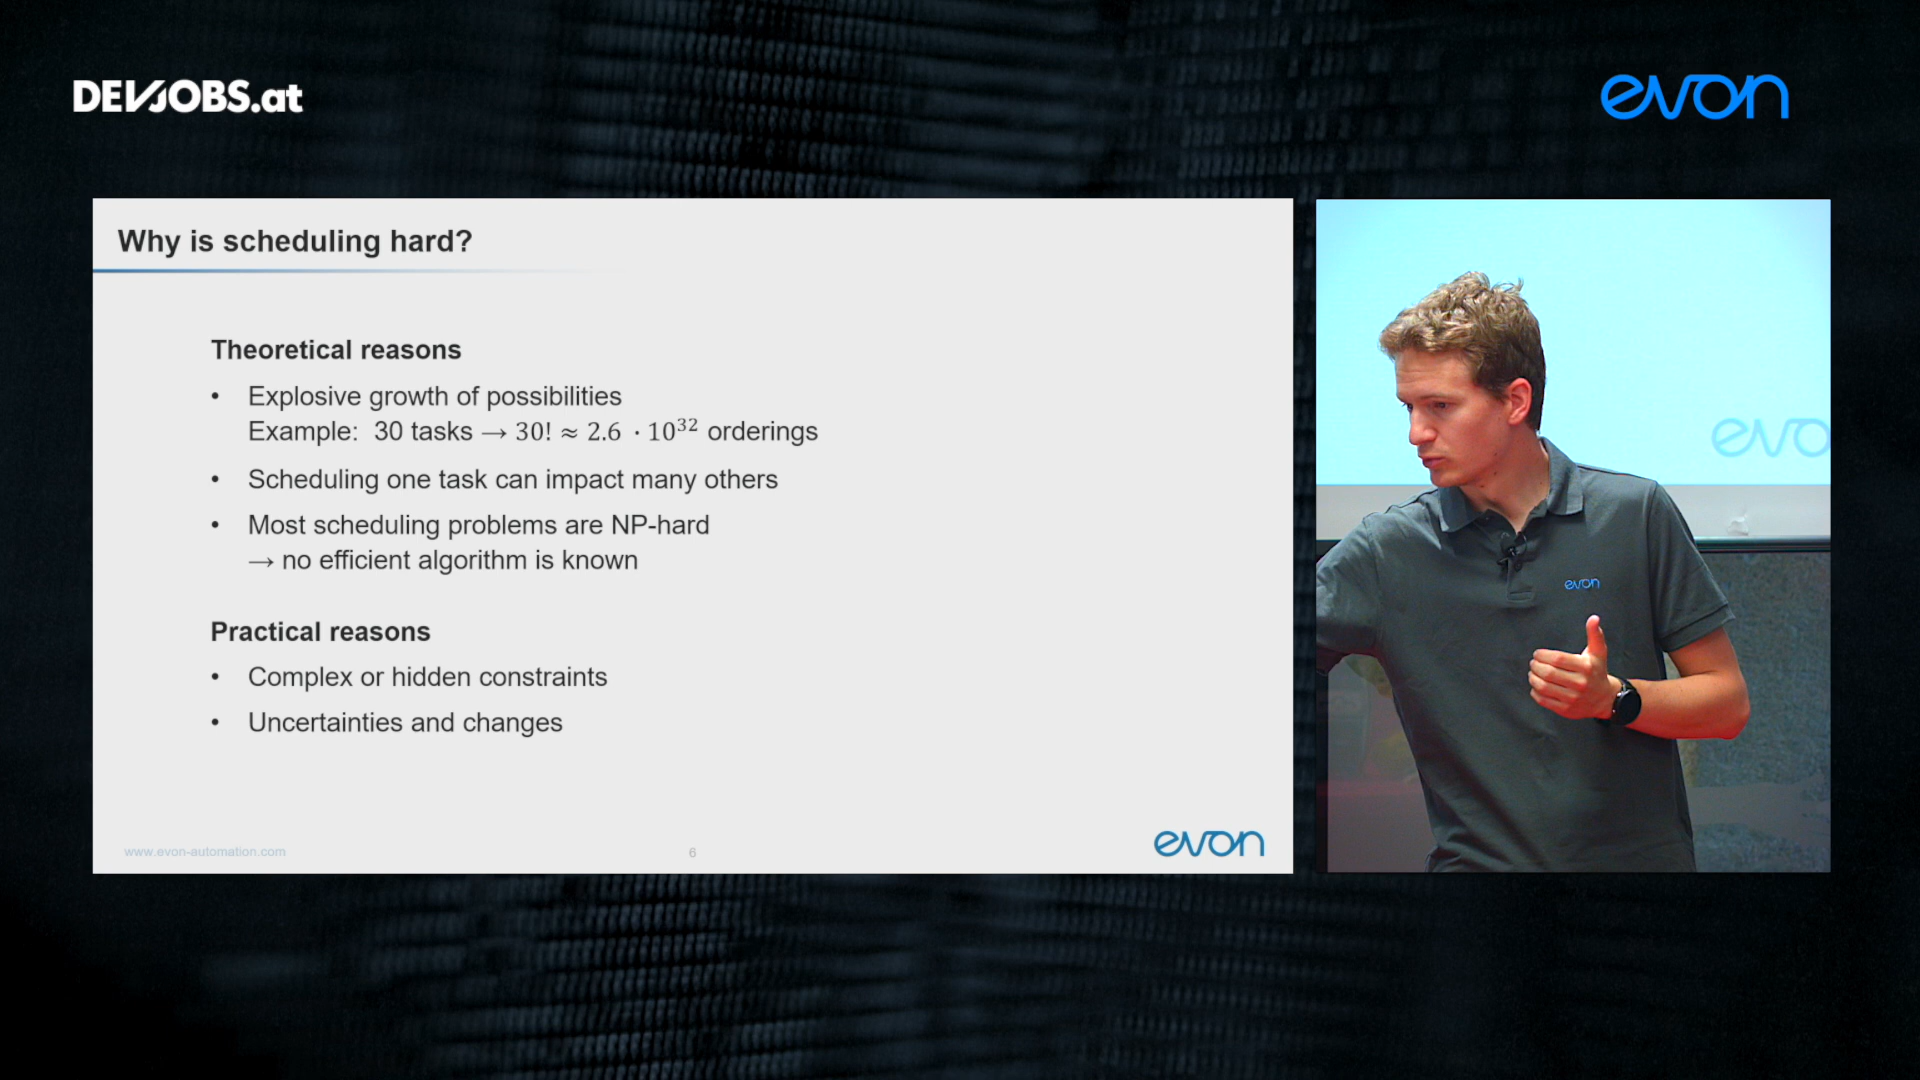 DEVJOBS.at
evon
Why is scheduling hard?
Theoretical reasons
• Explosive growth of possibilities
Example: 30 tasks → 30! ≈ 2.6 · 10³² orderings
• Scheduling one task can impact many others
• Most scheduling problems are NP-hard
→ no efficient algorithm is known
Practical reasons
• Complex or hidden constraints
• Uncertainties and changes
www.evon-automation.com
6
evon
evo
evon